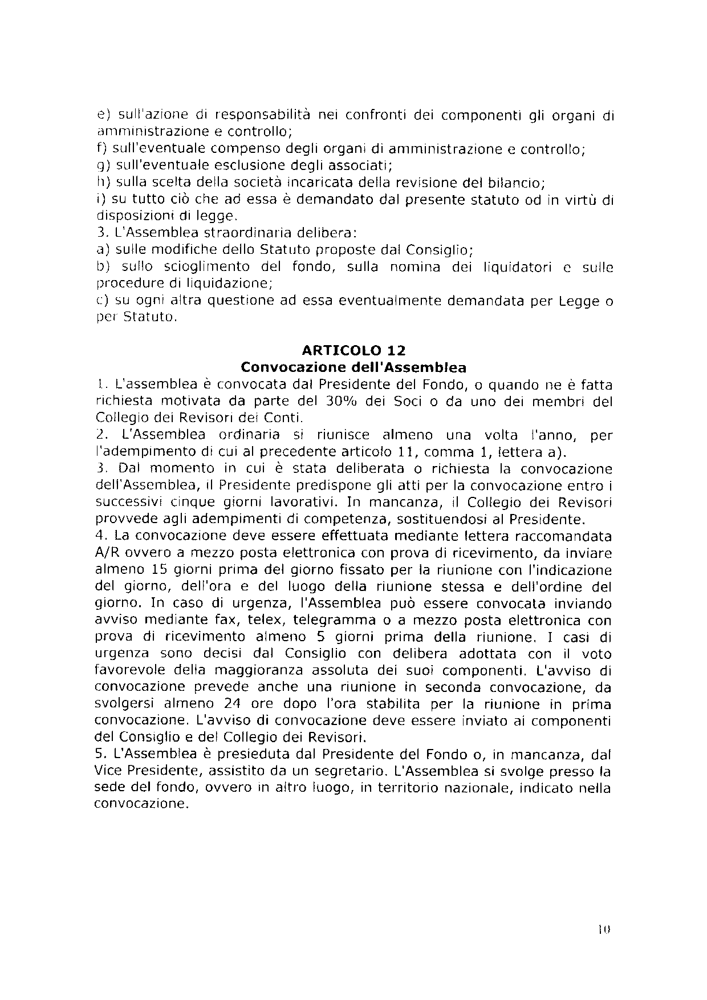 e) sull'azione di responsabilità nei confronti dei componenti gli organi di
amministrazione e controllo;
f) sull'eventuale compenso degli organi di amministrazione e controllo;
g) sull'eventuale esclusione degli associati;
h) sulla scelta della società incaricata della revisione del bilancio;
i) su tutto ciò che ad essa è demandato dal presente statuto od in virtù di
disposizioni di legge.
3. L'Assemblea straordinaria delibera:
a) sulle modifiche dello Statuto proposte dal Consiglio;
b) sullo scioglimento del fondo, sulla nomina dei liquidatori e sulle
procedure di liquidazione;
c) su ogni altra questione ad essa eventualmente demandata per Legge o
per Statuto.
ARTICOLO 12
Convocazione dell'Assemblea
1. L'assemblea è convocata dal Presidente del Fondo, o quando ne è fatta
richiesta motivata da parte del 30% dei Soci o da uno dei membri del
Collegio dei Revisori dei Conti.
2. L'Assemblea ordinaria si riunisce almeno una volta l'anno, per
l'adempimento di cui al precedente articolo 11, comma 1, lettera a).
3. Dal momento in cui è stata deliberata o richiesta la convocazione
dell'Assemblea, il Presidente predispone gli atti per la convocazione entro i
successivi cinque giorni lavorativi. In mancanza, il Collegio dei Revisori
provvede agli adempimenti di competenza, sostituendosi al Presidente.
4. La convocazione deve essere effettuata mediante lettera raccomandata
A/R ovvero a mezzo posta elettronica con prova di ricevimento, da inviare
almeno 15 giorni prima del giorno fissato per la riunione con l'indicazione
del giorno, dell'ora e del luogo della riunione stessa e dell'ordine del
giorno. In caso di urgenza, l'Assemblea può essere convocata inviando
avviso mediante fax, telex, telegramma o a mezzo posta elettronica con
prova di ricevimento almeno 5 giorni prima della riunione. I casi di
urgenza sono decisi dal Consiglio con delibera adottata con il voto
favorevole della maggioranza assoluta dei suoi componenti. L'avviso di
convocazione prevede anche una riunione in seconda convocazione, da
svolgersi almeno 24 ore dopo l'ora stabilita per la riunione in prima
convocazione. L'avviso di convocazione deve essere inviato ai componenti
del Consiglio e del Collegio dei Revisori.
5. L'Assemblea è presieduta dal Presidente del Fondo o, in mancanza, dal
Vice Presidente, assistito da un segretario. L'Assemblea si svolge presso la
sede del fondo, ovvero in altro luogo, in territorio nazionale, indicato nella
convocazione.
10